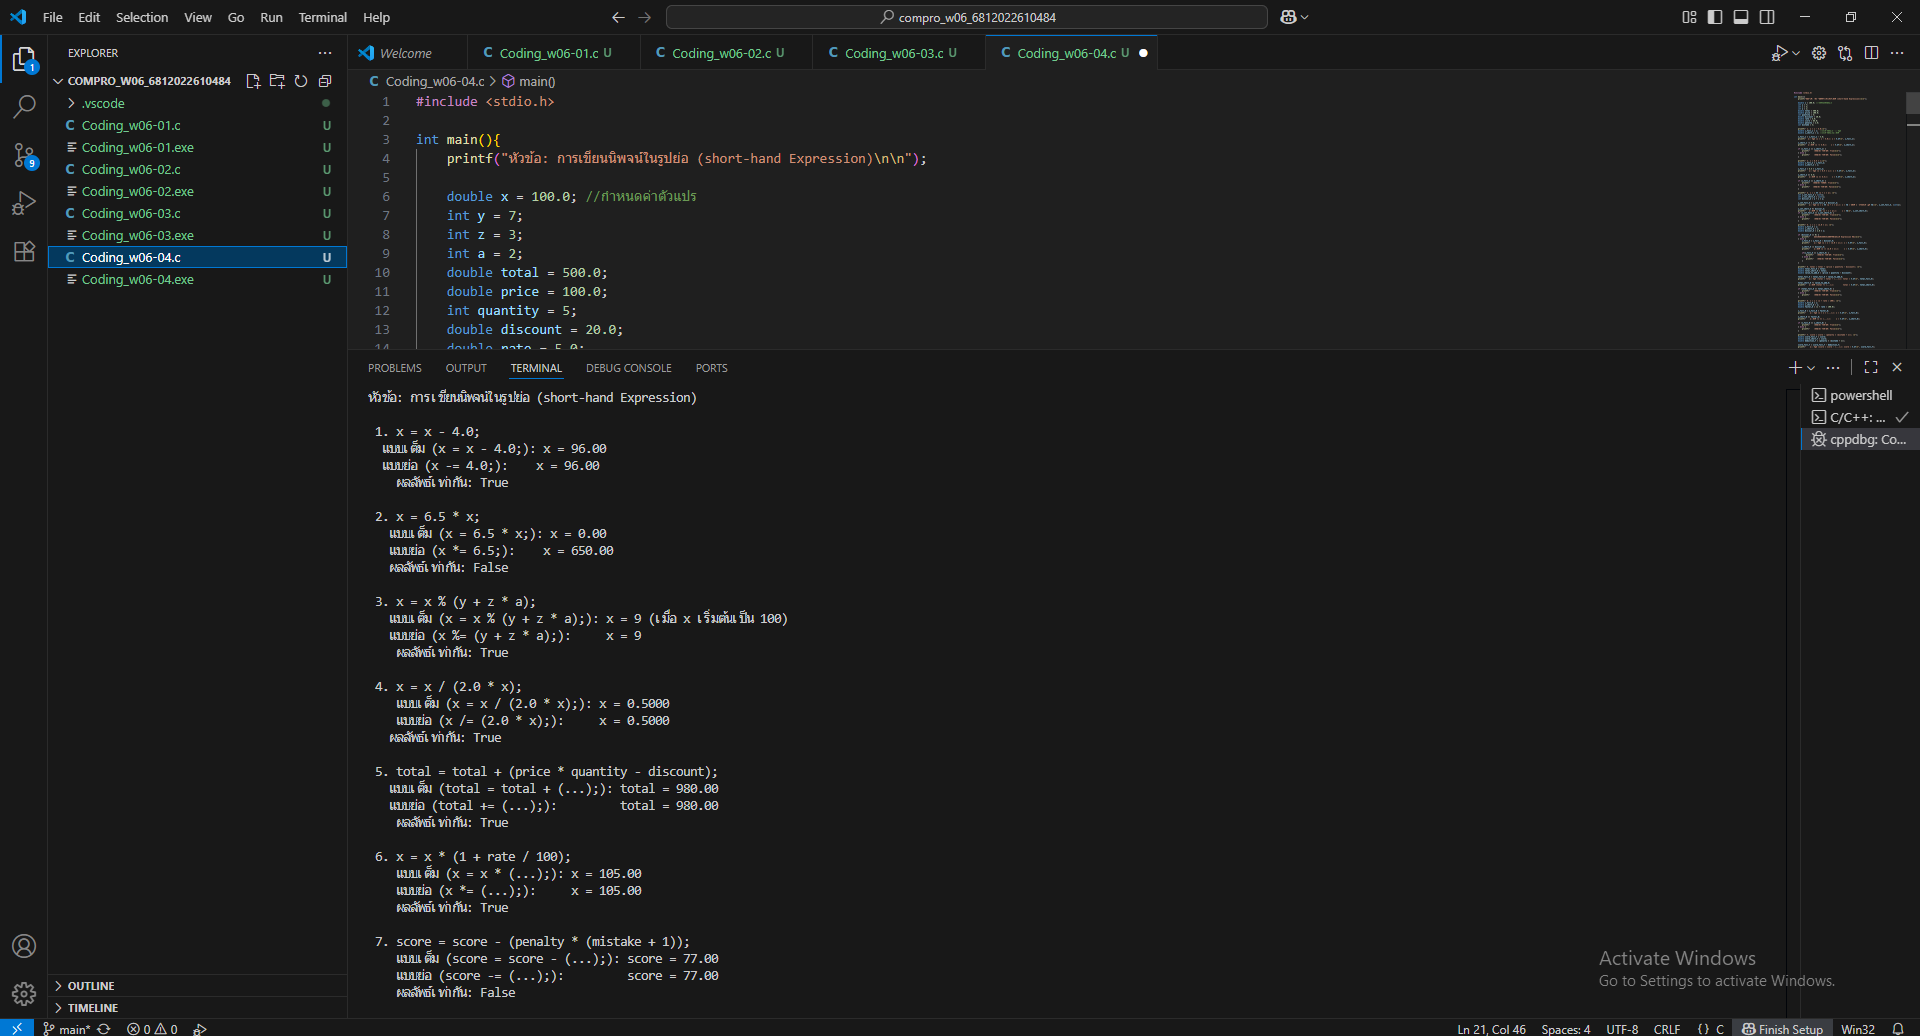 File Edit Selection View Go Run Terminal Help
compro_w06_6812022610484
EXPLORER
COMPRO_W06_6812022610484
.vscode
Coding_w06-01.c U
Coding_w06-01.exe U
Coding_w06-02.c U
Coding_w06-02.exe U
Coding_w06-03.c U
Coding_w06-03.exe U
Coding_w06-04.c U
Coding_w06-04.exe U
OUTLINE
TIMELINE
1
9
Welcome C Coding_w06-01.c U C Coding_w06-02.c U C Coding_w06-03.c U C Coding_w06-04.c U
C Coding_w06-04.c > main()
1 #include <stdio.h>
2
3 int main(){
4 printf("หัวข้อ: การเขียนนิพจน์ในรูปย่อ (short-hand Expression)\n\n");
5
6 double x = 100.0; //กำหนดค่าตัวแปร
7 int y = 7;
8 int z = 3;
9 int a = 2;
10 double total = 500.0;
11 double price = 100.0;
12 int quantity = 5;
13 double discount = 20.0;
14 double rate = 5.0;
PROBLEMS OUTPUT TERMINAL DEBUG CONSOLE PORTS
powershell
C/C++: ...
cppdbg: Co...
หัวข้อ: การเขียนนิพจน์ในรูปย่อ (short-hand Expression)
1. x = x - 4.0;
แบบเต็ม (x = x - 4.0;): x = 96.00
แบบย่อ (x -= 4.0;): x = 96.00
ผลลัพธ์เท่ากัน: True
2. x = 6.5 * x;
แบบเต็ม (x = 6.5 * x;): x = 0.00
แบบย่อ (x *= 6.5;): x = 650.00
ผลลัพธ์เท่ากัน: False
3. x = x % (y + z * a);
แบบเต็ม (x = x % (y + z * a);): x = 9 (เมื่อ x เริ่มต้นเป็น 100)
แบบย่อ (x %= (y + z * a);): x = 9
ผลลัพธ์เท่ากัน: True
4. x = x / (2.0 * x);
แบบเต็ม (x = x / (2.0 * x);): x = 0.5000
แบบย่อ (x /= (2.0 * x);): x = 0.5000
ผลลัพธ์เท่ากัน: True
5. total = total + (price * quantity - discount);
แบบเต็ม (total = total + (...);): total = 980.00
แบบย่อ (total += (...);): total = 980.00
ผลลัพธ์เท่ากัน: True
6. x = x * (1 + rate / 100);
แบบเต็ม (x = x * (...);): x = 105.00
แบบย่อ (x *= (...);): x = 105.00
ผลลัพธ์เท่ากัน: True
7. score = score - (penalty * (mistake + 1));
แบบเต็ม (score = score - (...);): score = 77.00
แบบย่อ (score -= (...);): score = 77.00
ผลลัพธ์เท่ากัน: False
Activate Windows
Go to Settings to activate Windows.
main* 0 0 Ln 21, Col 46 Spaces: 4 UTF-8 CRLF {} C Finish Setup Win32